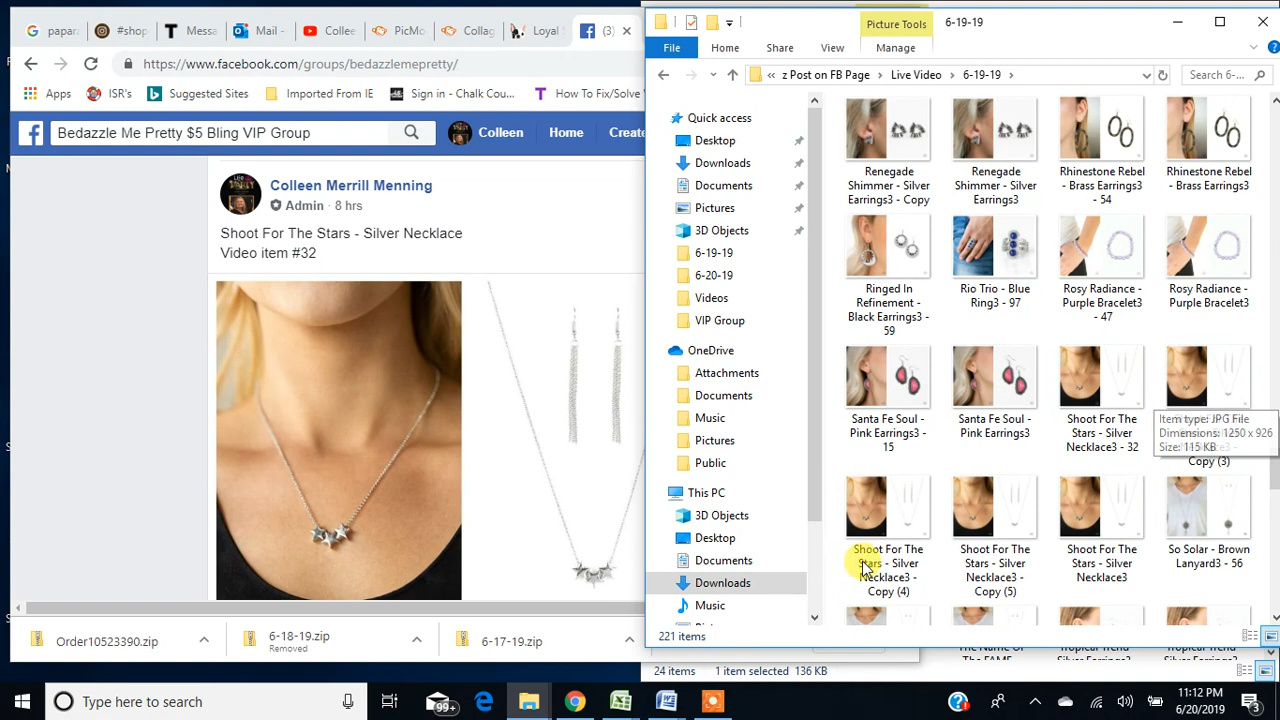 papar
#shop
Messa
Mail -
Collee
PicMo
Collag
Loyal
(3)
https://www.facebook.com/groups/bedazzlemepretty/
Apps
ISR's
Suggested Sites
Imported From IE
Sign in - Chalk Cou...
How To Fix/Solve
Bedazzle Me Pretty $5 Bling VIP Group
Colleen
Home
Create
Colleen Merrill Menning
Admin · 8 hrs
Shoot For The Stars - Silver Necklace
Video item #32
Order10523390.zip
6-18-19.zip
Removed
6-17-19.zip
Picture Tools
6-19-19
File
Home
Share
View
Manage
« z Post on FB Page > Live Video > 6-19-19 >
Search 6-...
Quick access
Desktop
Downloads
Documents
Pictures
3D Objects
6-19-19
6-20-19
Videos
VIP Group
OneDrive
Attachments
Documents
Music
Pictures
Public
This PC
3D Objects
Desktop
Documents
Downloads
Music
Renegade
Shimmer - Silver
Earrings3 - Copy
Renegade
Shimmer - Silver
Earrings3
Rhinestone Rebel
- Brass Earrings3
- 54
Rhinestone Rebel
- Brass Earrings3
Ringed In
Refinement -
Black Earrings3 -
59
Rio Trio - Blue
Ring3 - 97
Rosy Radiance -
Purple Bracelet3
- 47
Rosy Radiance -
Purple Bracelet3
Santa Fe Soul -
Pink Earrings3 -
15
Santa Fe Soul -
Pink Earrings3
Shoot For The
Stars - Silver
Necklace3 - 32
Item type: JPG File
Dimensions: 1250 x 926
Size: 115 KB
Copy (3)
Shoot For The
Stars - Silver
Necklace3 -
Copy (4)
Shoot For The
Stars - Silver
Necklace3 -
Copy (5)
Shoot For The
Stars - Silver
Necklace3
So Solar - Brown
Lanyard3 - 56
221 items
The Name Of
24 items
1 item selected 136 KB
Type here to search
99+
11:12 PM
6/20/2019
3